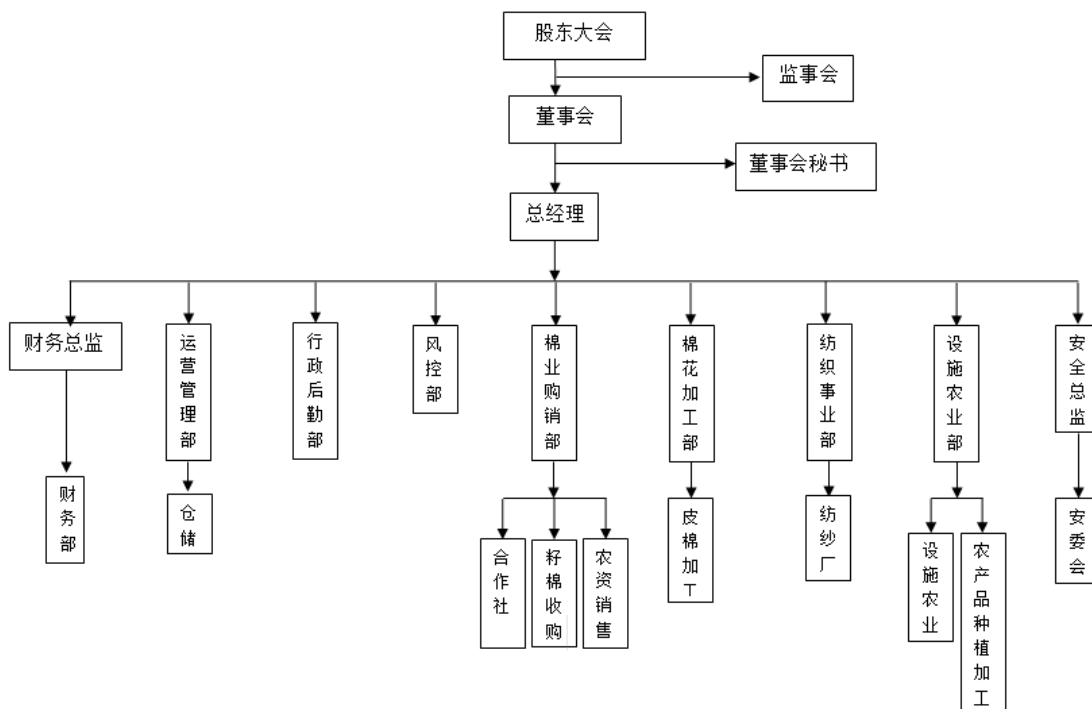 股东大会
监事会
董事会
董事会秘书
总经理
财务总监
运营管理部
行政后勤部
风控部
棉业购销部
棉花加工部
纺织事业部
设施农业部
安全总监
财务部
仓储
合作社
籽棉收购
农资销售
皮棉加工
纺纱厂
设施农业
农产品种植加工
安委会